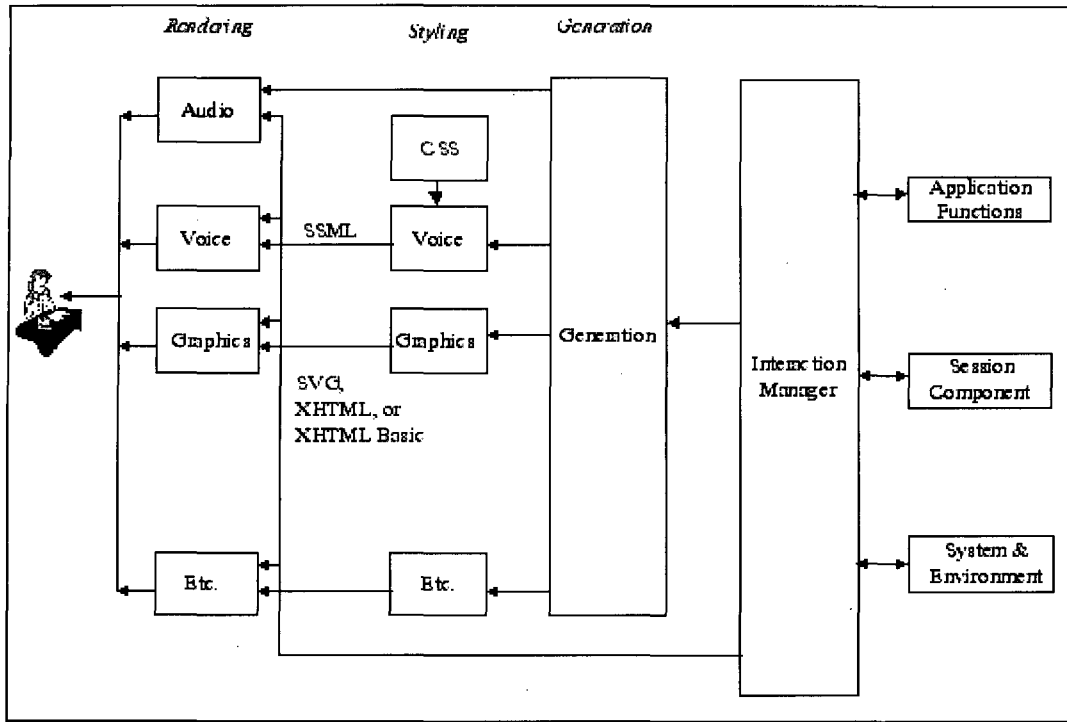 Rendering
Styling
Generation
Audio
CSS
Voice
SSML
Voice
Graphics
Graphics
SVG,
XHTML, or
XHTML Basic
Etc.
Etc.
Generation
Interaction
Manager
Application
Functions
Session
Component
System &
Environment